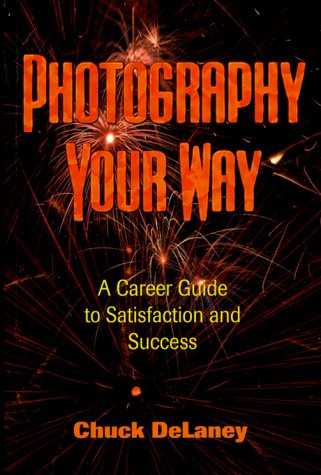 PHOTOGRAPHY
YOUR WAY
A Career Guide
to Satisfaction and
Success
Chuck DeLaney